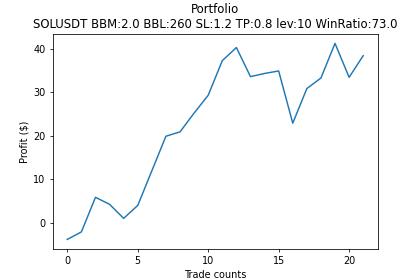 Portfolio
SOLUSDT BBM:2.0 BBL:260 SL:1.2 TP:0.8 lev:10 WinRatio:73.0
40
30
20
10
0
Profit ($)
0 5 10 15 20
Trade counts